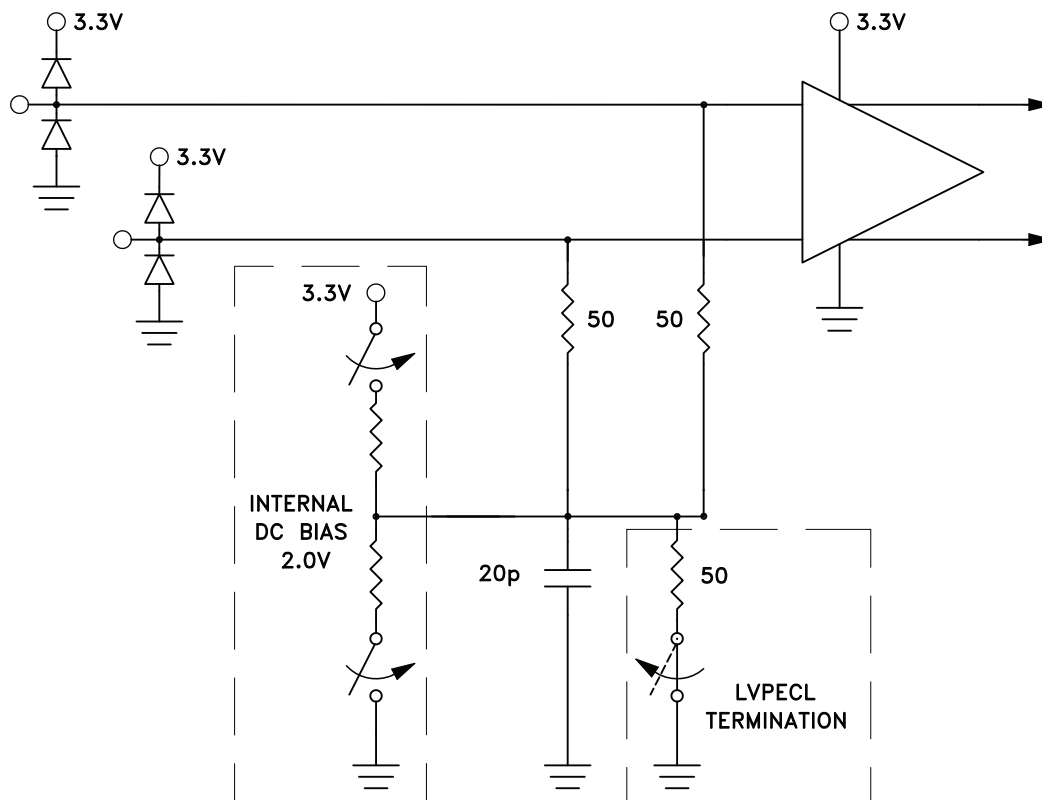 3.3V
3.3V
3.3V
3.3V
50
50
INTERNAL
DC BIAS
2.0V
20p
50
LVPECL
TERMINATION